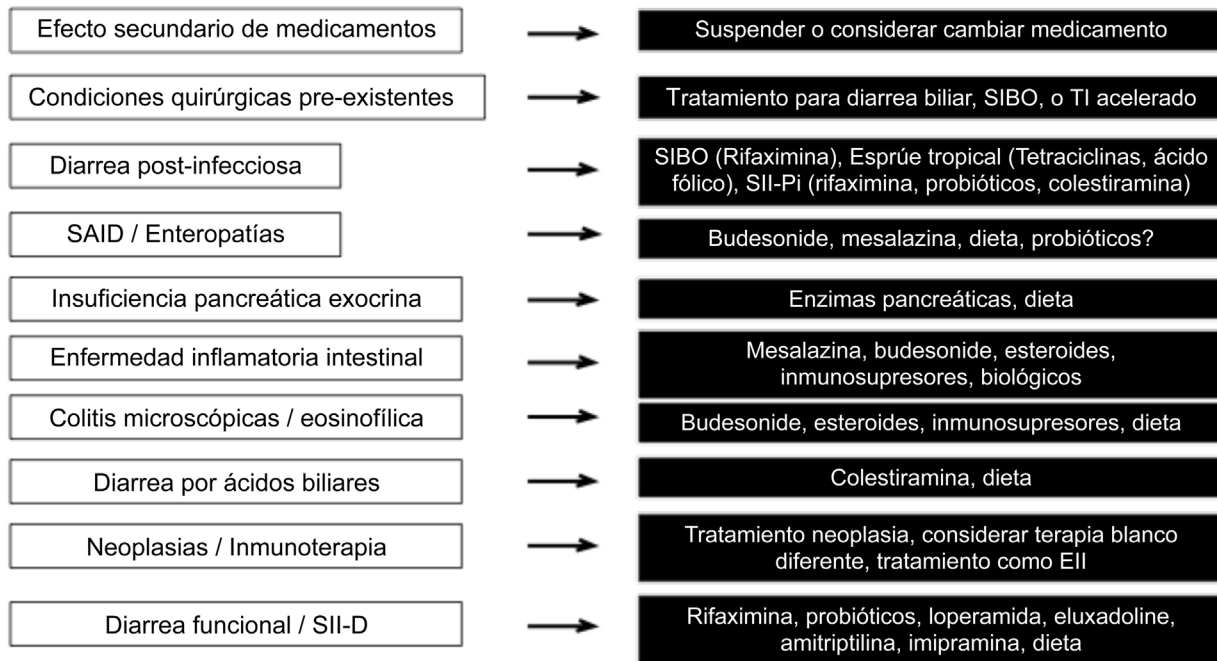 Efecto secundario de medicamentos
Suspender o considerar cambiar medicamento
Condiciones quirúrgicas pre-existentes
Tratamiento para diarrea biliar, SIBO, o TI acelerado
Diarrea post-infecciosa
SIBO (Rifaximina), Esprúe tropical (Tetraciclinas, ácido
fólico), SII-Pi (rifaximina, probióticos, colestiramina)
SAID / Enteropatías
Budesonide, mesalazina, dieta, probióticos?
Insuficiencia pancreática exocrina
Enzimas pancreáticas, dieta
Enfermedad inflamatoria intestinal
Mesalazina, budesonide, esteroides,
inmunosupresores, biológicos
Colitis microscópicas / eosinofílica
Budesonide, esteroides, inmunosupresores, dieta
Diarrea por ácidos biliares
Colestiramina, dieta
Neoplasias / Inmunoterapia
Tratamiento neoplasia, considerar terapia blanco
diferente, tratamiento como EII
Diarrea funcional / SII-D
Rifaximina, probióticos, loperamida, eluxadoline,
amitriptilina, imipramina, dieta